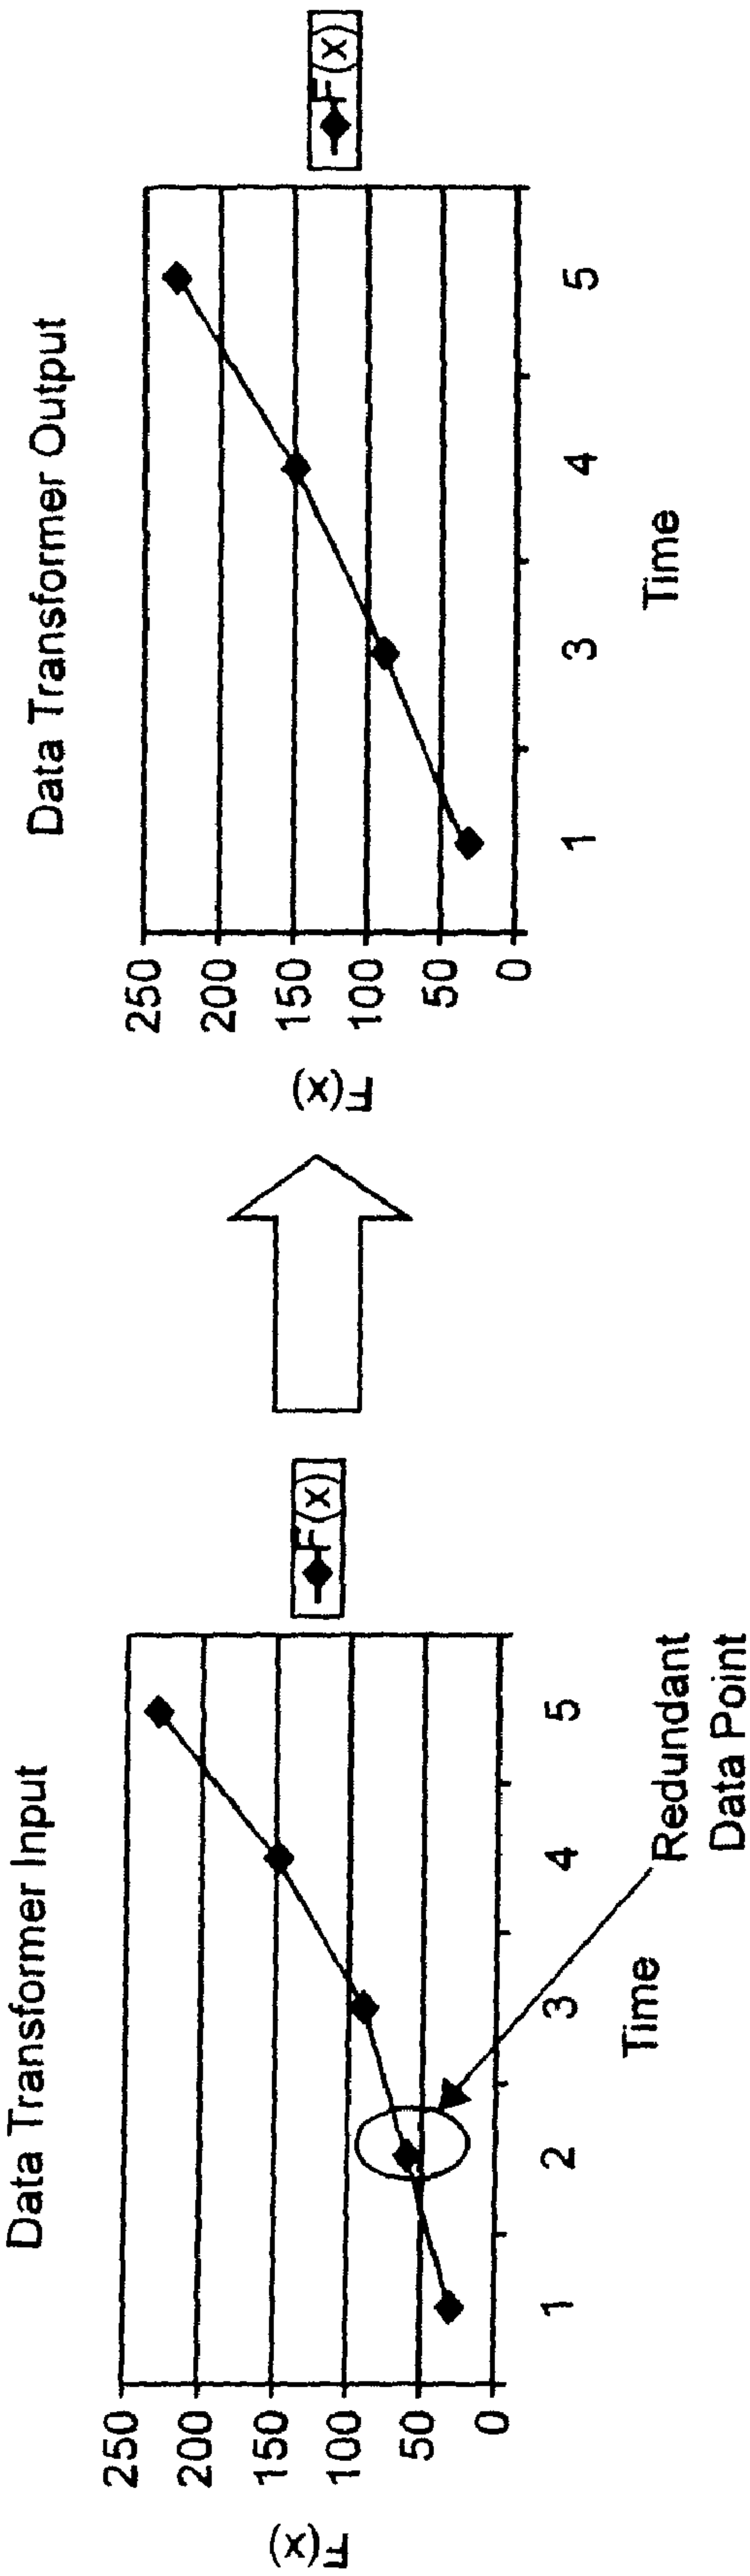 Data Transformer Input
F(x)
250
200
150
100
50
0
1
2
3
4
5
Time
F(x)
Redundant
Data Point
Data Transformer Output
F(x)
250
200
150
100
50
0
1
3
4
5
Time
F(x)